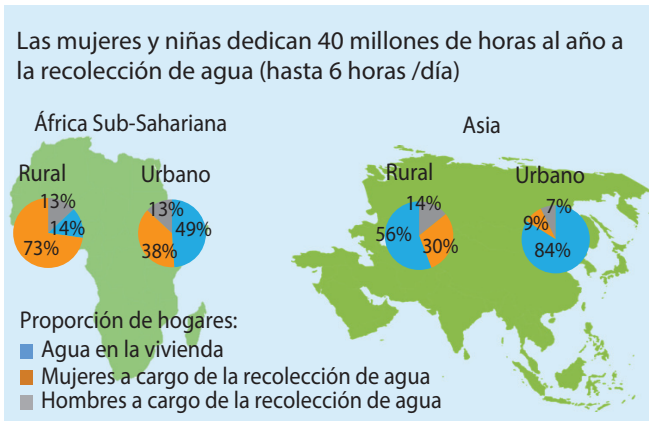 Las mujeres y niñas dedican 40 millones de horas al año a
la recolección de agua (hasta 6 horas /día)
África Sub-Sahariana
Rural
13%
14%
73%
Urbano
13%
49%
38%
Asia
Rural
14%
56%
30%
Urbano
7%
9%
84%
Proporción de hogares:
Agua en la vivienda
Mujeres a cargo de la recolección de agua
Hombres a cargo de la recolección de agua